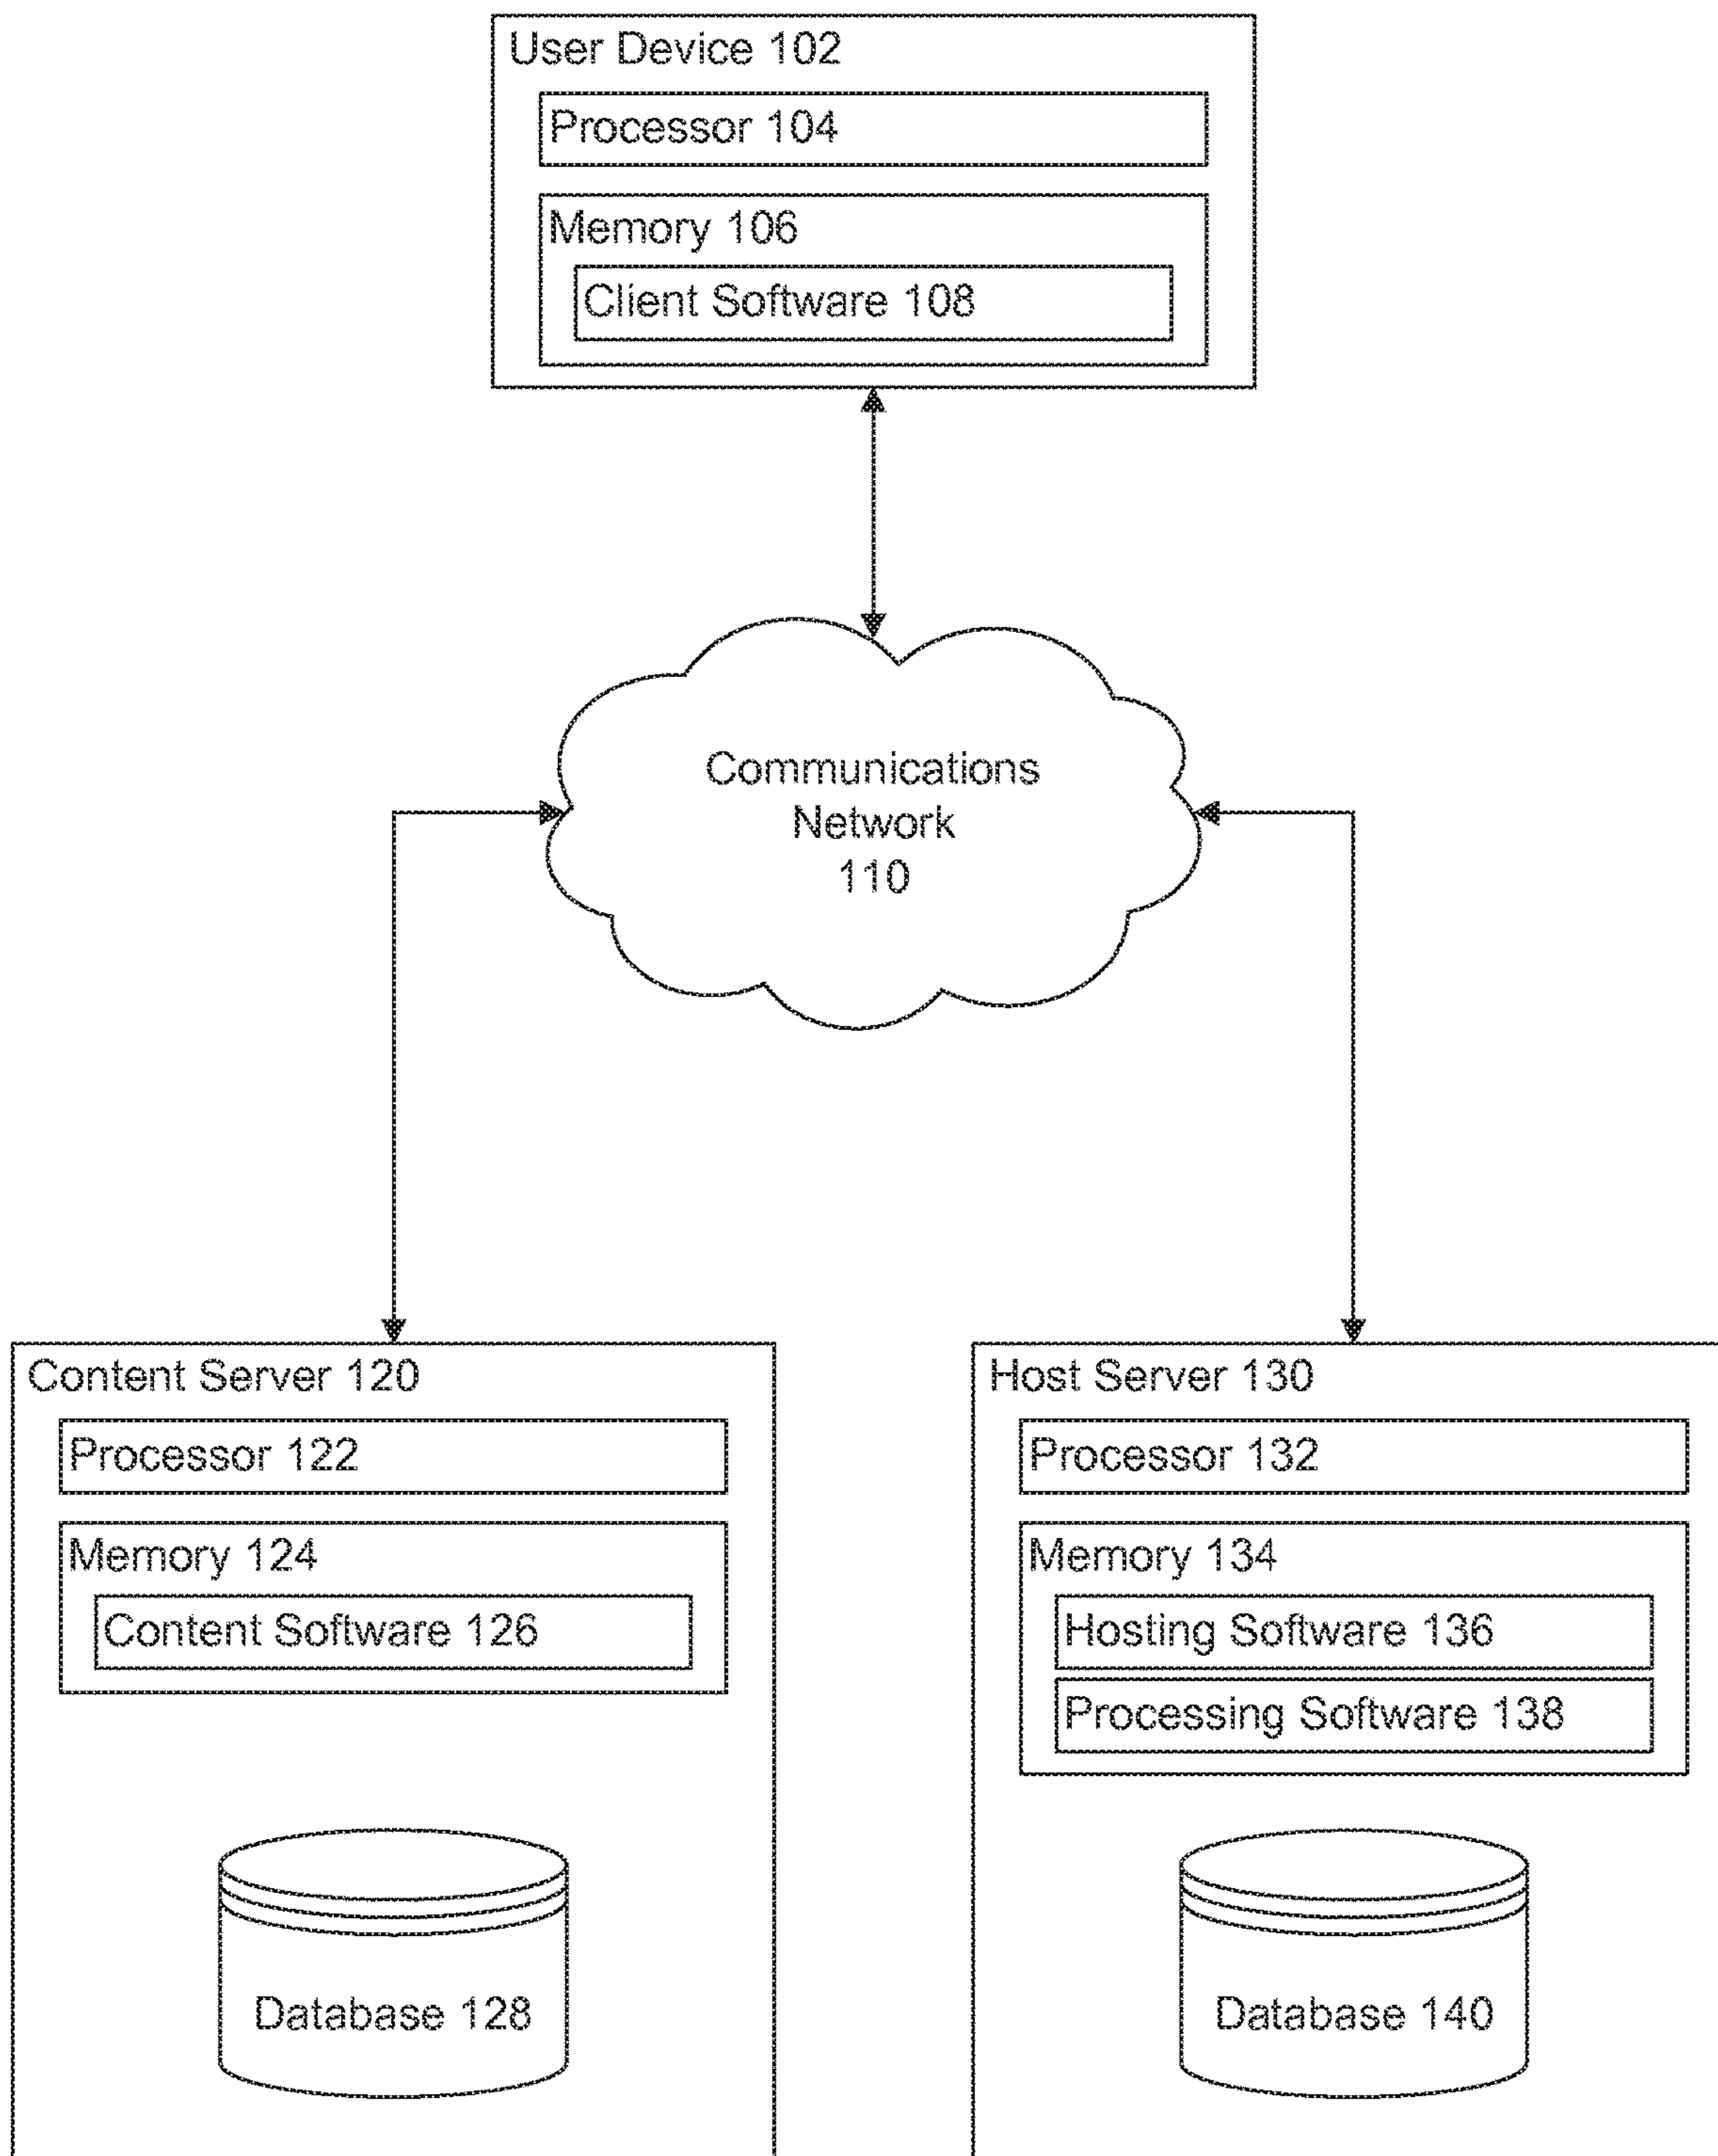 User Device 102
Processor 104
Memory 106
Client Software 108
Communications
Network
110
Content Server 120
Processor 122
Memory 124
Content Software 126
Database 128
Host Server 130
Processor 132
Memory 134
Hosting Software 136
Processing Software 138
Database 140